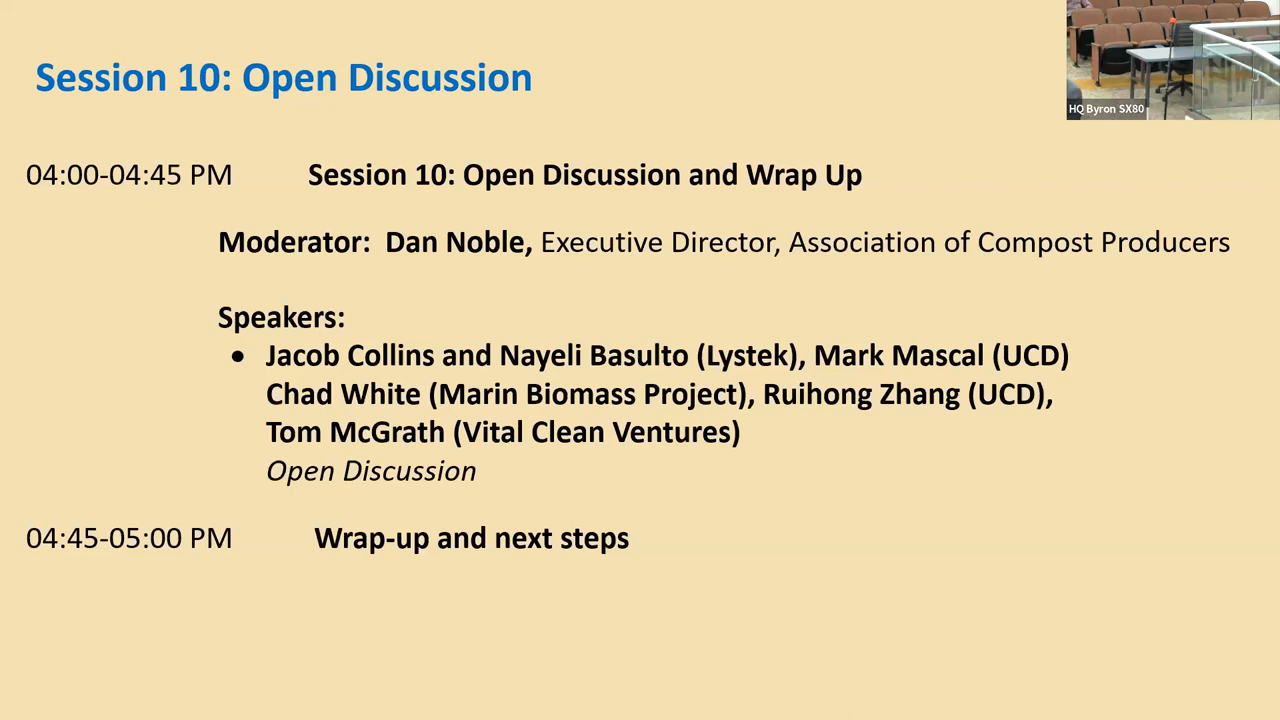 Session 10: Open Discussion
HQ Byron SX80
04:00-04:45 PM Session 10: Open Discussion and Wrap Up
Moderator: Dan Noble, Executive Director, Association of Compost Producers
Speakers:
• Jacob Collins and Nayeli Basulto (Lystek), Mark Mascal (UCD)
Chad White (Marin Biomass Project), Ruihong Zhang (UCD),
Tom McGrath (Vital Clean Ventures)
Open Discussion
04:45-05:00 PM Wrap-up and next steps